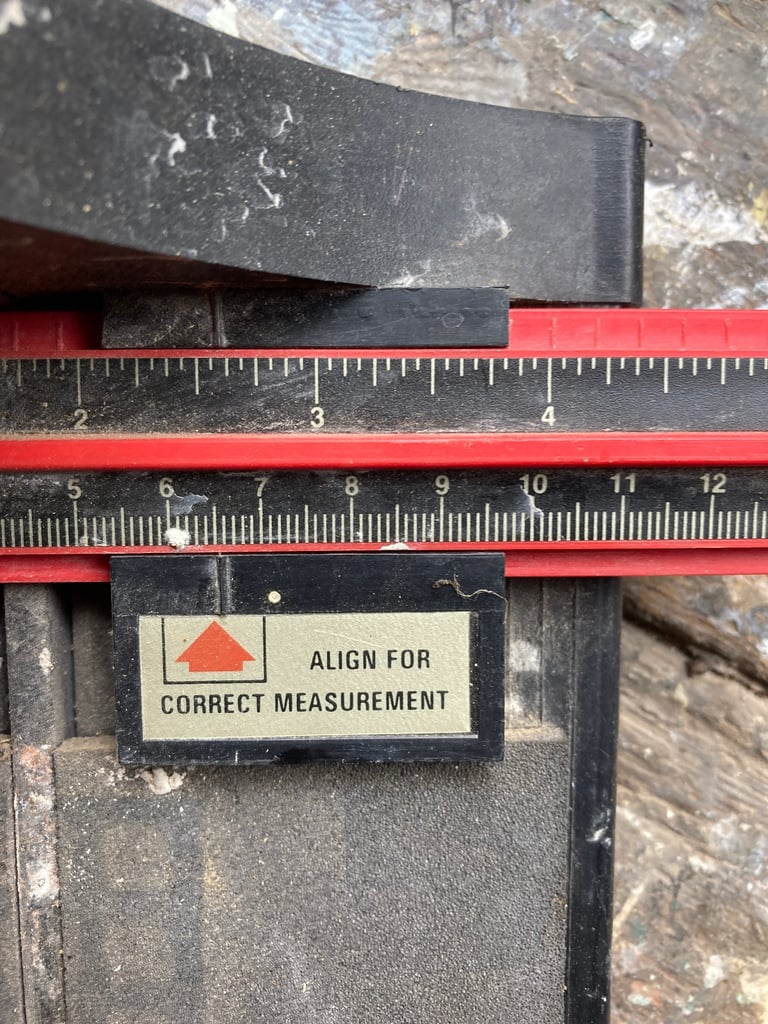 2 3 4
5 6 7 8 9 10 11 12
ALIGN FOR
CORRECT MEASUREMENT